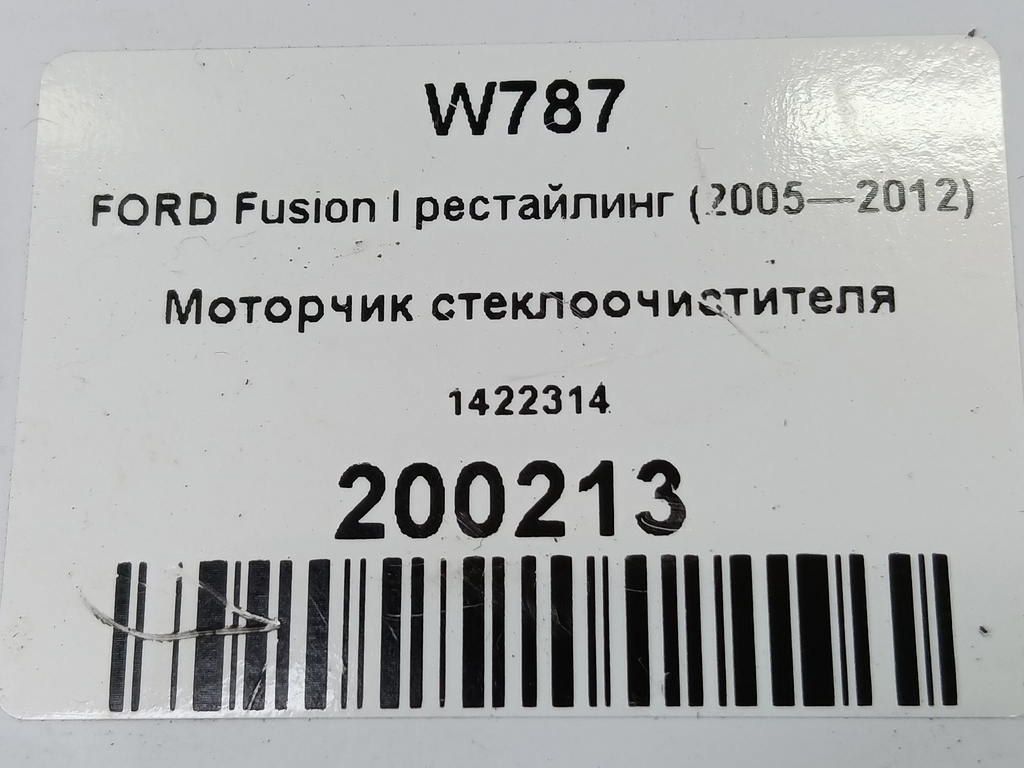 W787
FORD Fusion I рестайлинг (2005—2012)
Моторчик стеклоочистителя
1422314
200213